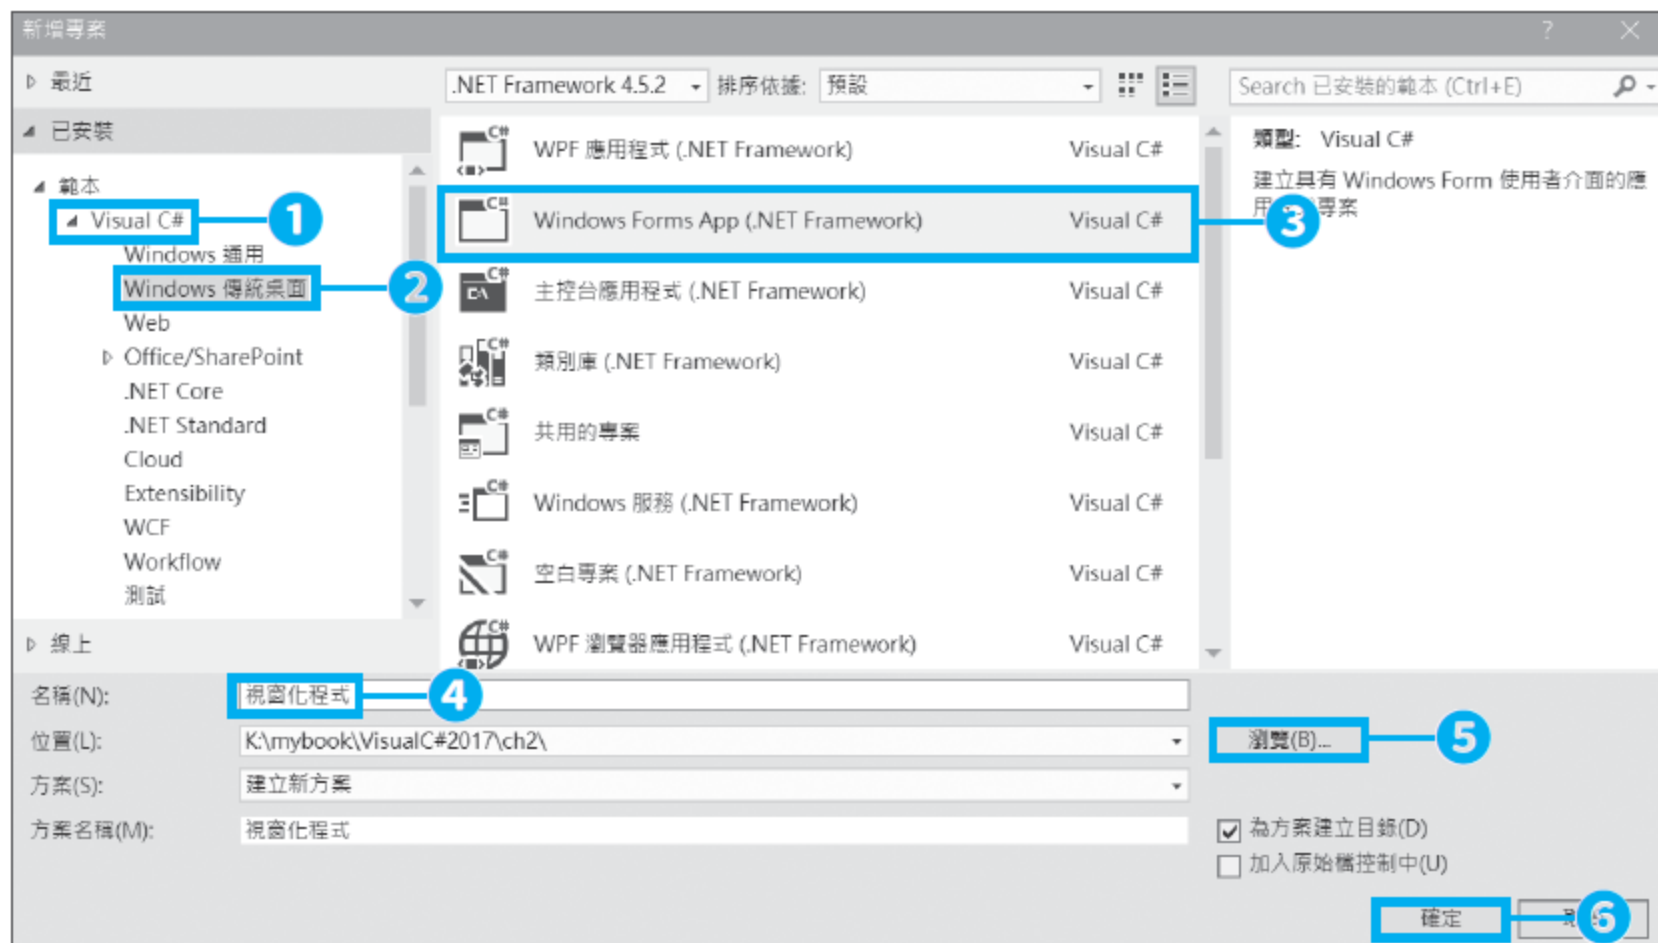 新增專案
?
最近
.NET Framework 4.5.2
排序依據:
預設
Search 已安裝的範本 (Ctrl+E)
已安裝
範本
Visual C#
1
Windows 通用
Windows 傳統桌面
2
Web
Office/SharePoint
.NET Core
.NET Standard
Cloud
Extensibility
WCF
Workflow
測試
線上
C#
WPF 應用程式 (.NET Framework)
Visual C#
C#
Windows Forms App (.NET Framework)
Visual C#
3
C#
主控台應用程式 (.NET Framework)
Visual C#
C#
類別庫 (.NET Framework)
Visual C#
C#
共用的專案
Visual C#
C#
Windows 服務 (.NET Framework)
Visual C#
C#
空白專案 (.NET Framework)
Visual C#
C#
WPF 瀏覽器應用程式 (.NET Framework)
Visual C#
類型: Visual C#
建立具有 Windows Form 使用者介面的應
用 專案
名稱(N):
視窗化程式
4
位置(L):
K:\mybook\VisualC#2017\ch2\
瀏覽(B)...
5
方案(S):
建立新方案
方案名稱(M):
視窗化程式
為方案建立目錄(D)
加入原始檔控制中(U)
確定
6